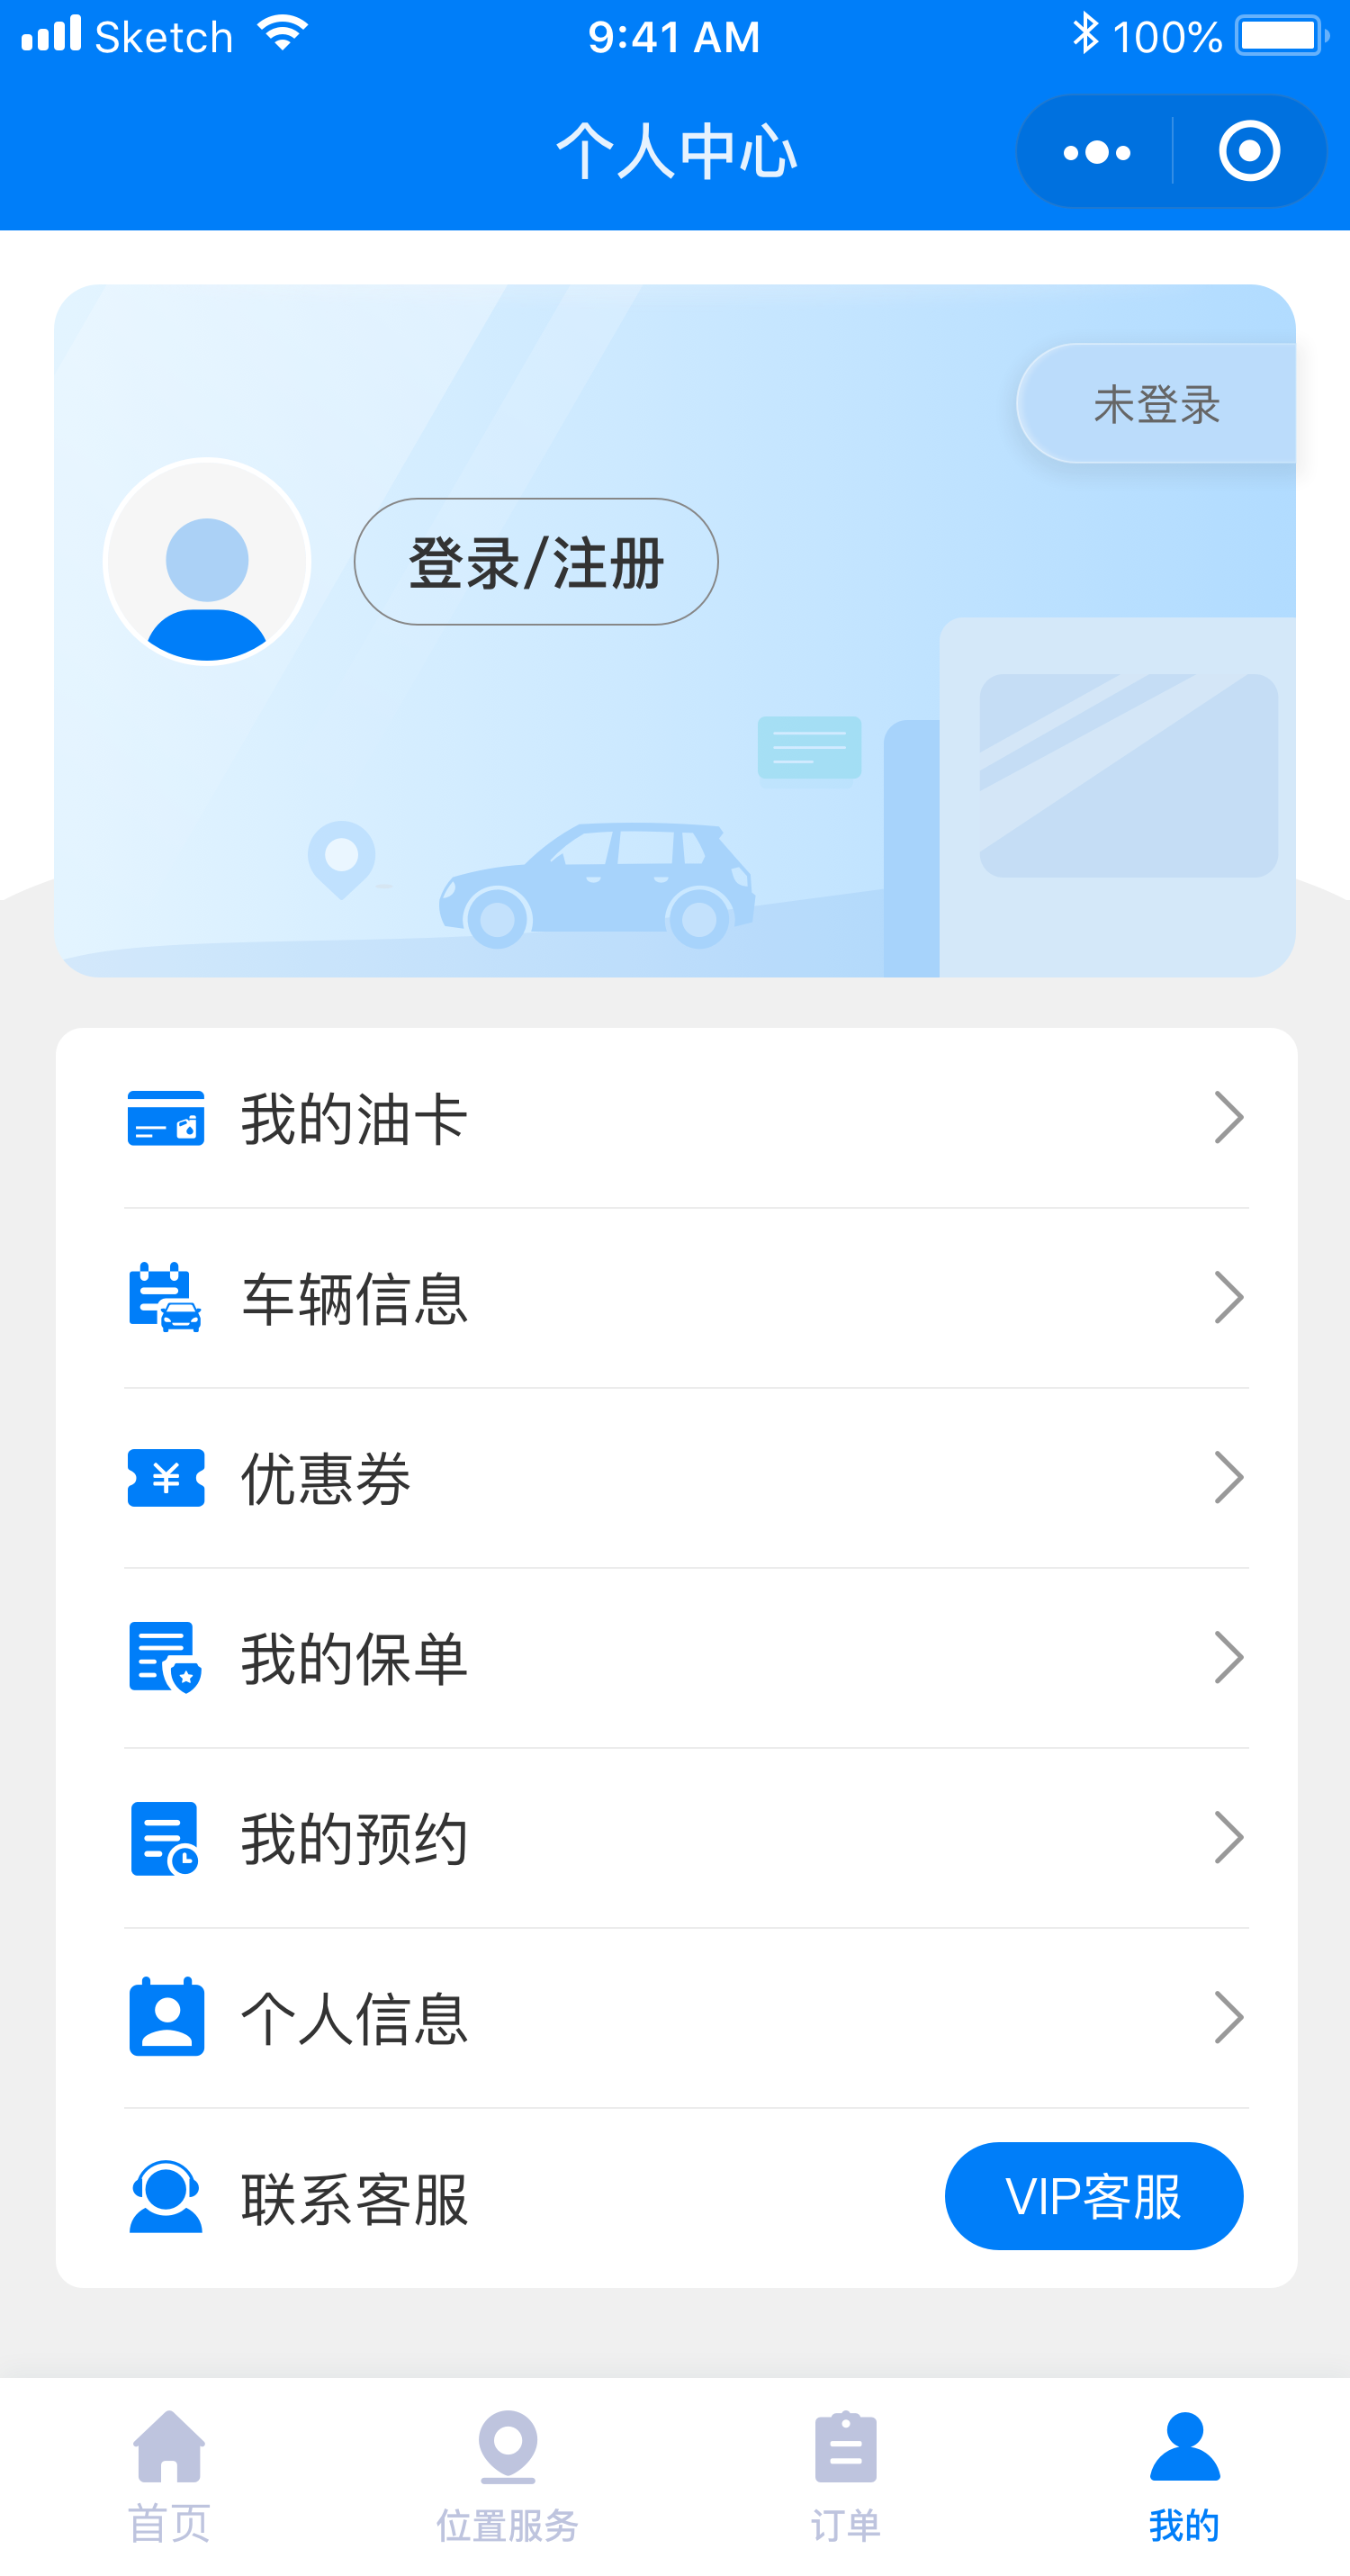 Sketch 9:41 AM 100%
个人中心
未登录
登录/注册
我的油卡
车辆信息
优惠券
我的保单
我的预约
个人信息
联系客服
VIP客服
首页 位置服务 订单 我的